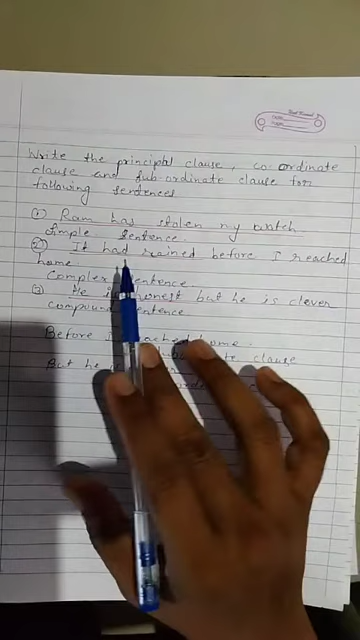 Write the principal clause, co-ordinate
clause and sub-ordinate clause for
following sentences
① Ram has stolen my watch
simple sentence.
② It had rained before I reached
home
Complex sentence
③ He is honest but he is clever
compound sentence
Before I reached home.
clause
But he